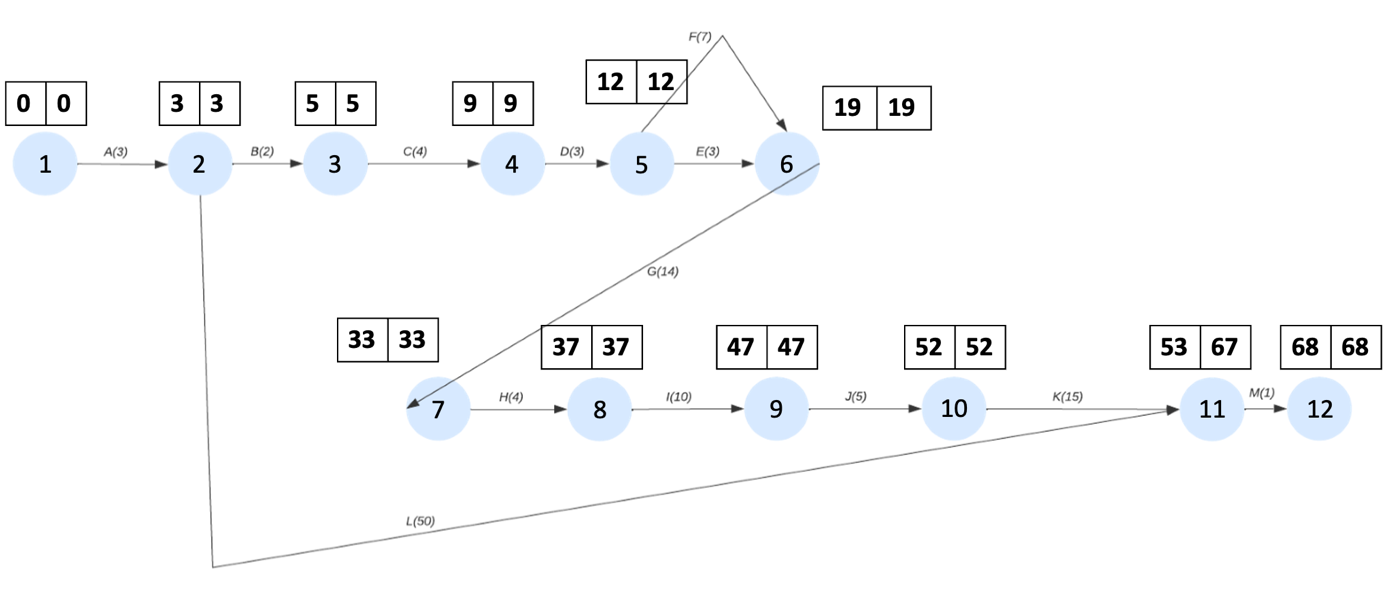 F(7)
12 12
0 0
3 3
5 5
9 9
19 19
1
A(3)
2
B(2)
3
C(4)
4
D(3)
5
E(3)
6
G(14)
33 33
37 37
47 47
52 52
53 67
68 68
7
H(4)
8
I(10)
9
J(5)
10
K(15)
11
M(1)
12
L(50)